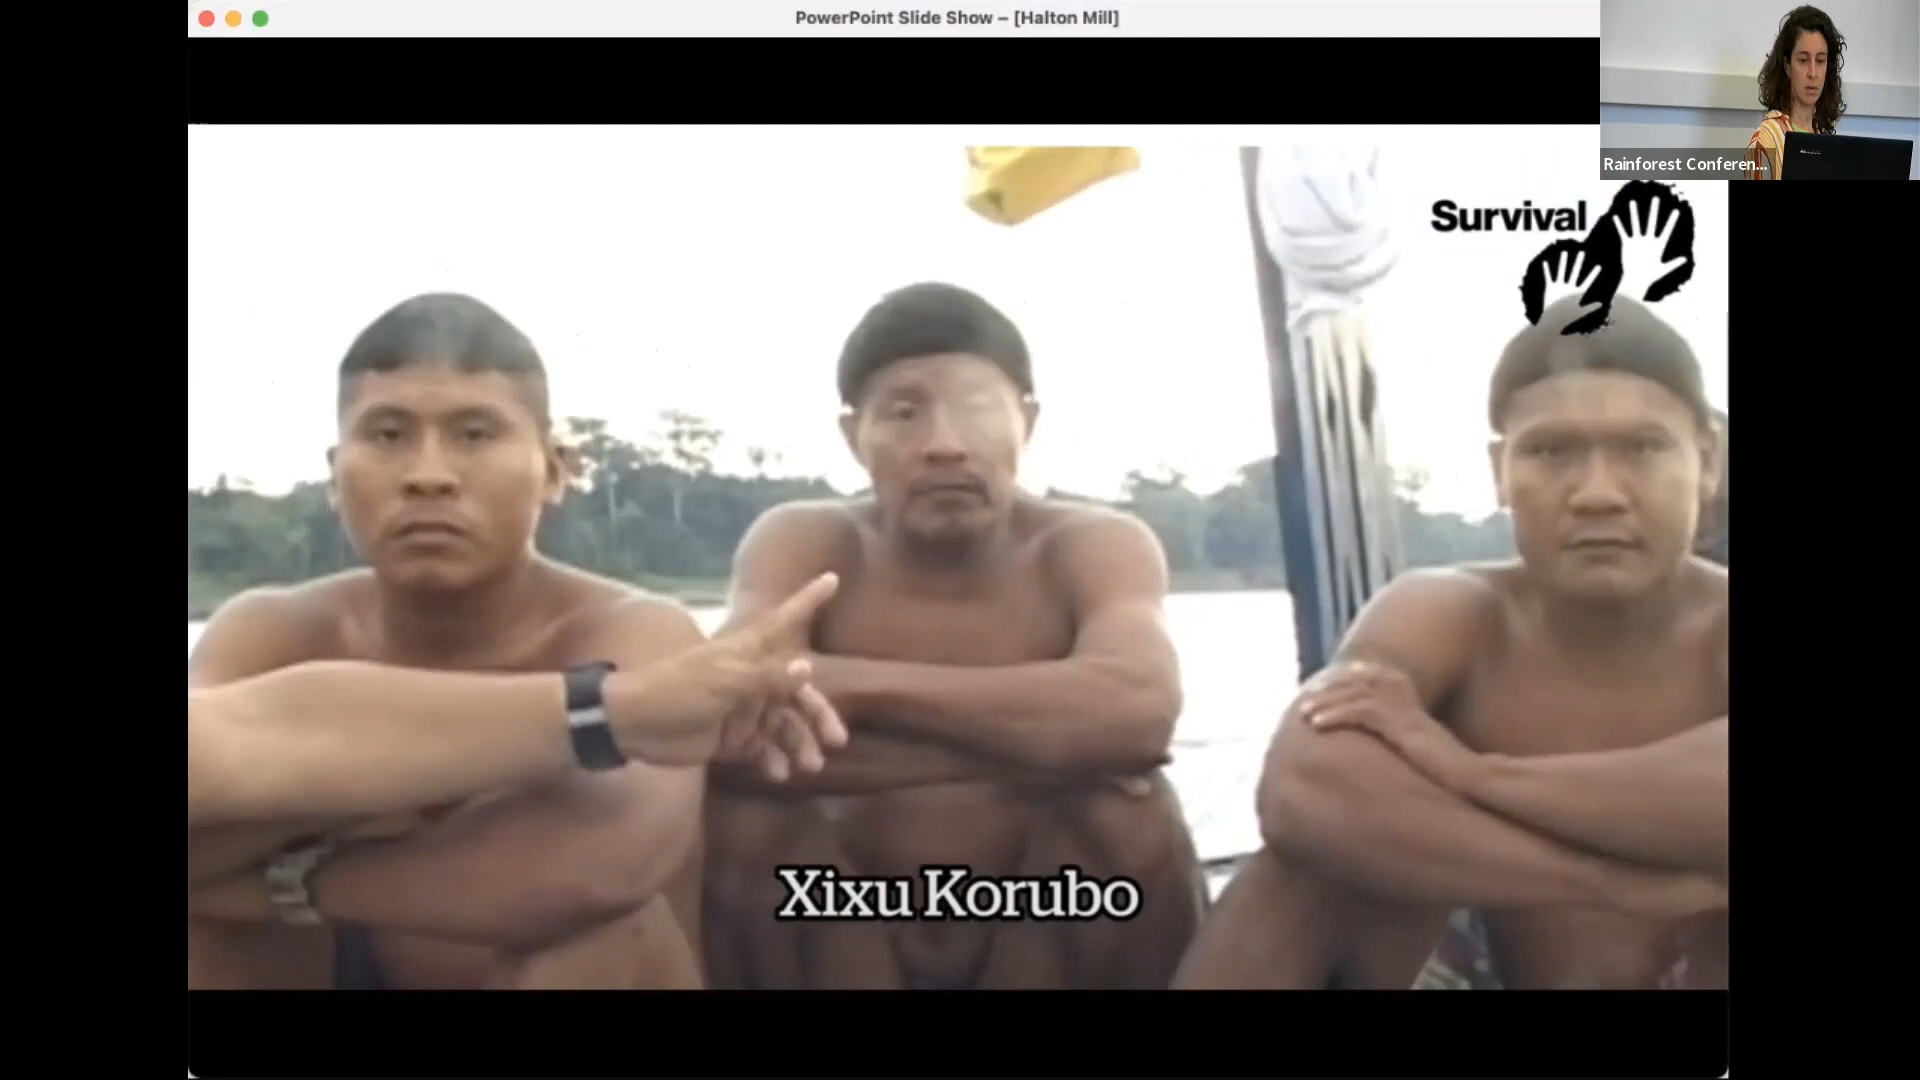 PowerPoint Slide Show – [Halton Mill]
Rainforest Conferen...
Survival
Xixu Korubo